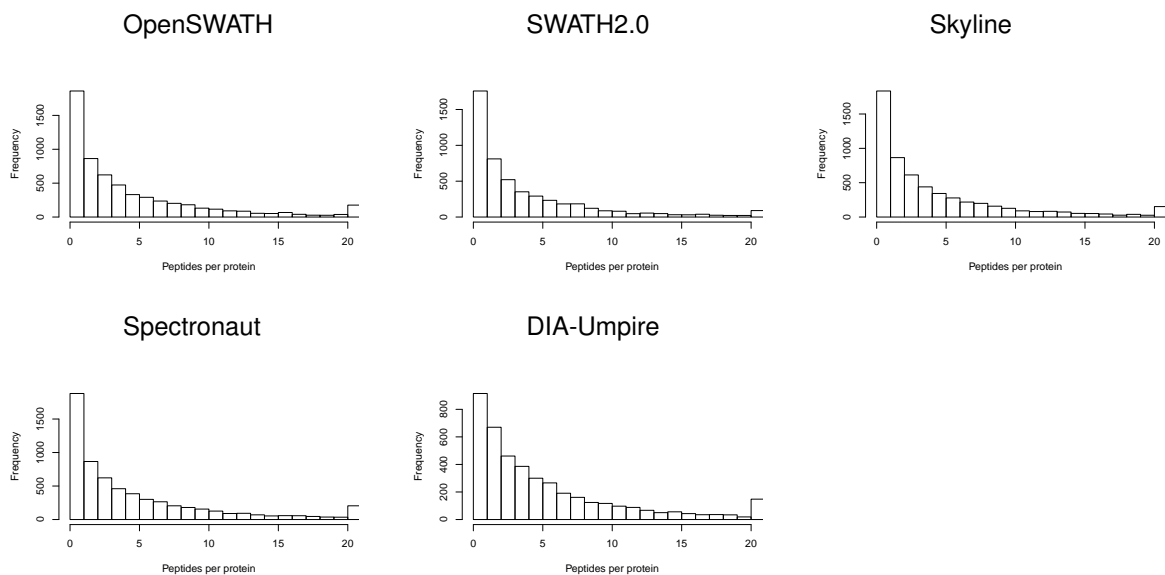 OpenSWATH
Frequency
0 500 1000 1500
0 5 10 15 20
Peptides per protein
SWATH2.0
Frequency
0 500 1000 1500
0 5 10 15 20
Peptides per protein
Skyline
Frequency
0 500 1000 1500
0 5 10 15 20
Peptides per protein
Spectronaut
Frequency
0 500 1000 1500
0 5 10 15 20
Peptides per protein
DIA-Umpire
Frequency
0 200 400 600 800
0 5 10 15 20
Peptides per protein